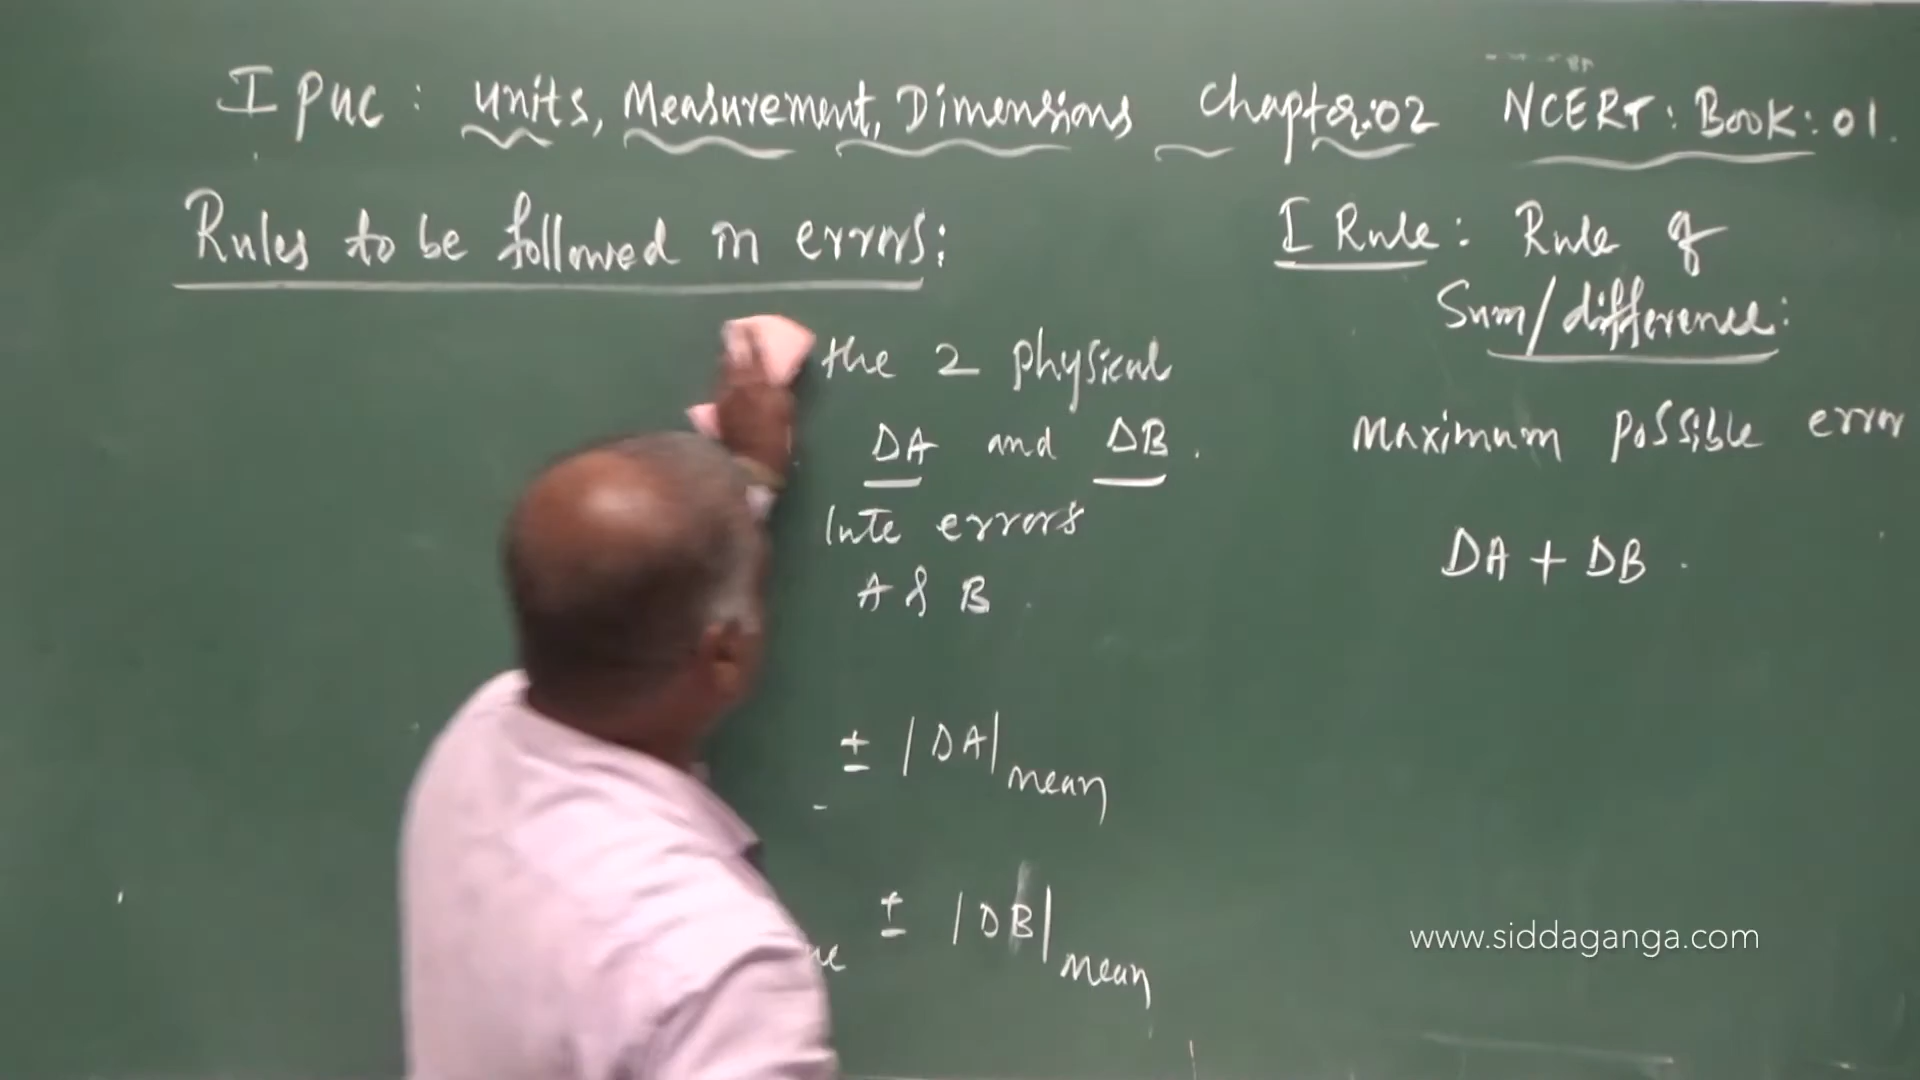 I PUC : Units, Measurement, Dimensions Chapter:02 NCERT: Book: 01.
Rules to be followed in errors:
the 2 physical
ΔA and ΔB.
lute errors
A & B
± |ΔA| mean
± |ΔB| mean
I Rule: Rule of
Sum/difference:
Maximum possible error
ΔA + ΔB.
www.siddaganga.com